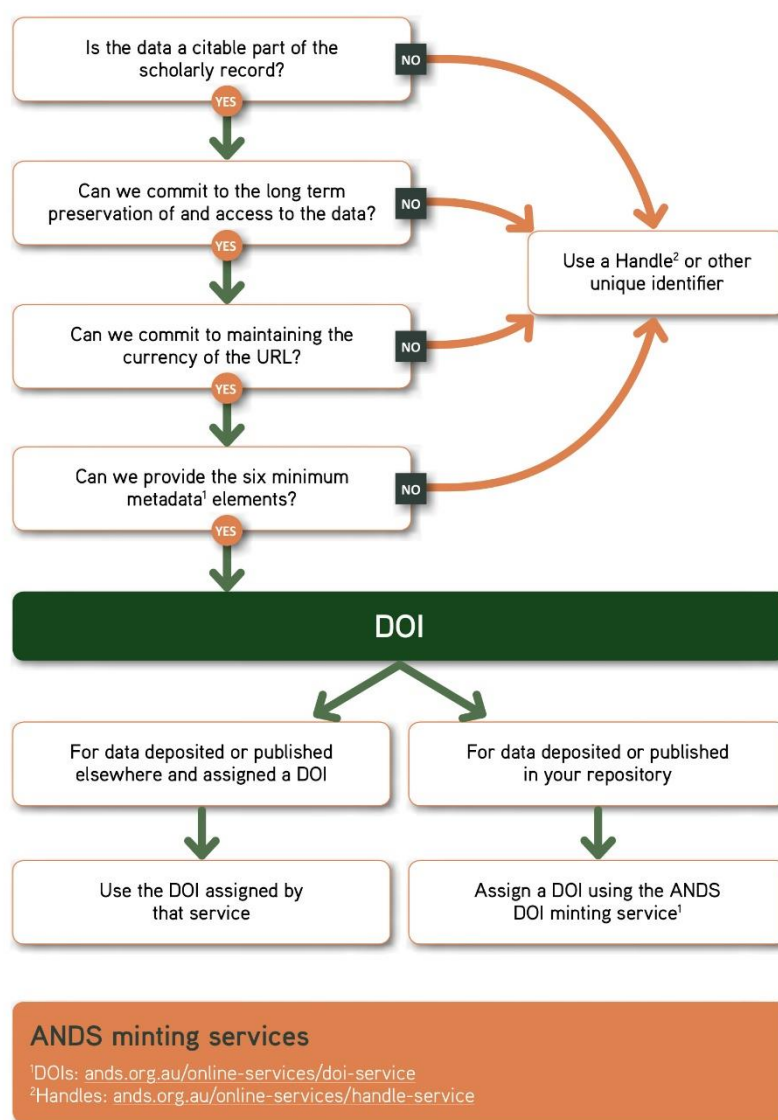 Is the data a citable part of the
scholarly record?
NO
YES
Can we commit to the long term
preservation of and access to the data?
NO
YES
Use a Handle² or other
unique identifier
Can we commit to maintaining the
currency of the URL?
NO
YES
Can we provide the six minimum
metadata¹ elements?
NO
YES
DOI
For data deposited or published
elsewhere and assigned a DOI
For data deposited or published
in your repository
Use the DOI assigned by
that service
Assign a DOI using the ANDS
DOI minting service¹
ANDS minting services
¹DOIs: ands.org.au/online-services/doi-service
²Handles: ands.org.au/online-services/handle-service